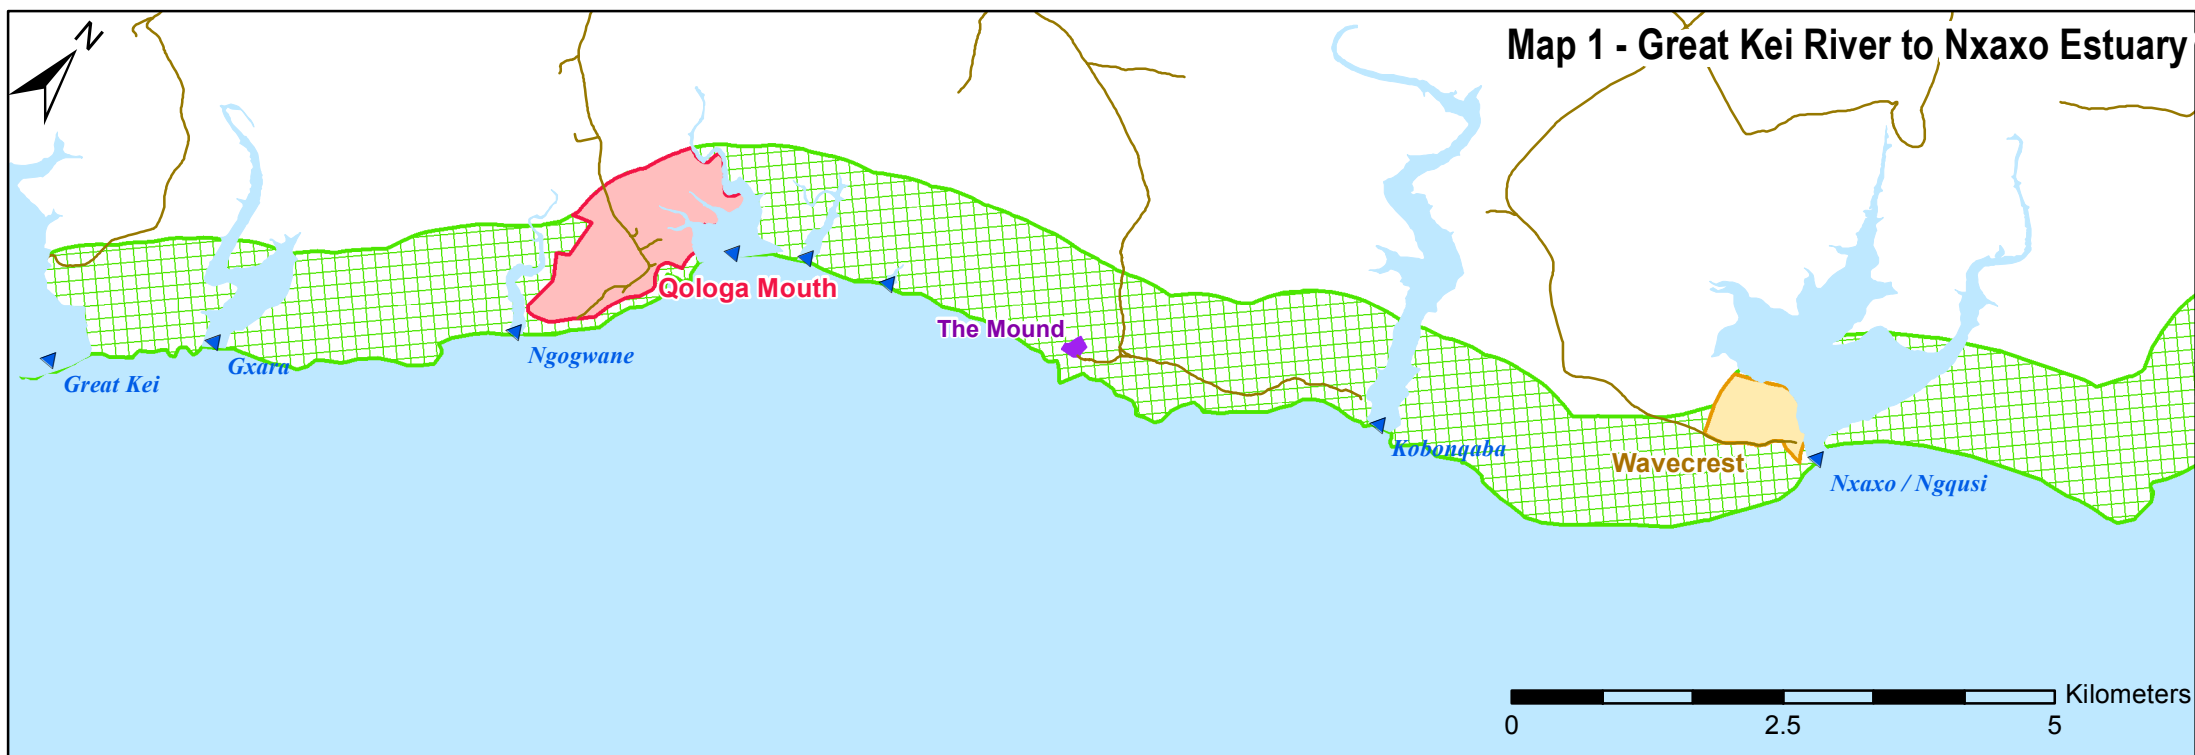 N
Map 1 - Great Kei River to Nxaxo Estuary
Qologa Mouth
The Mound
Ngogwane
Gxara
Great Kei
Kobonqaba
Wavecrest
Nxaxo / Ngqusi
Kilometers
0 2.5 5